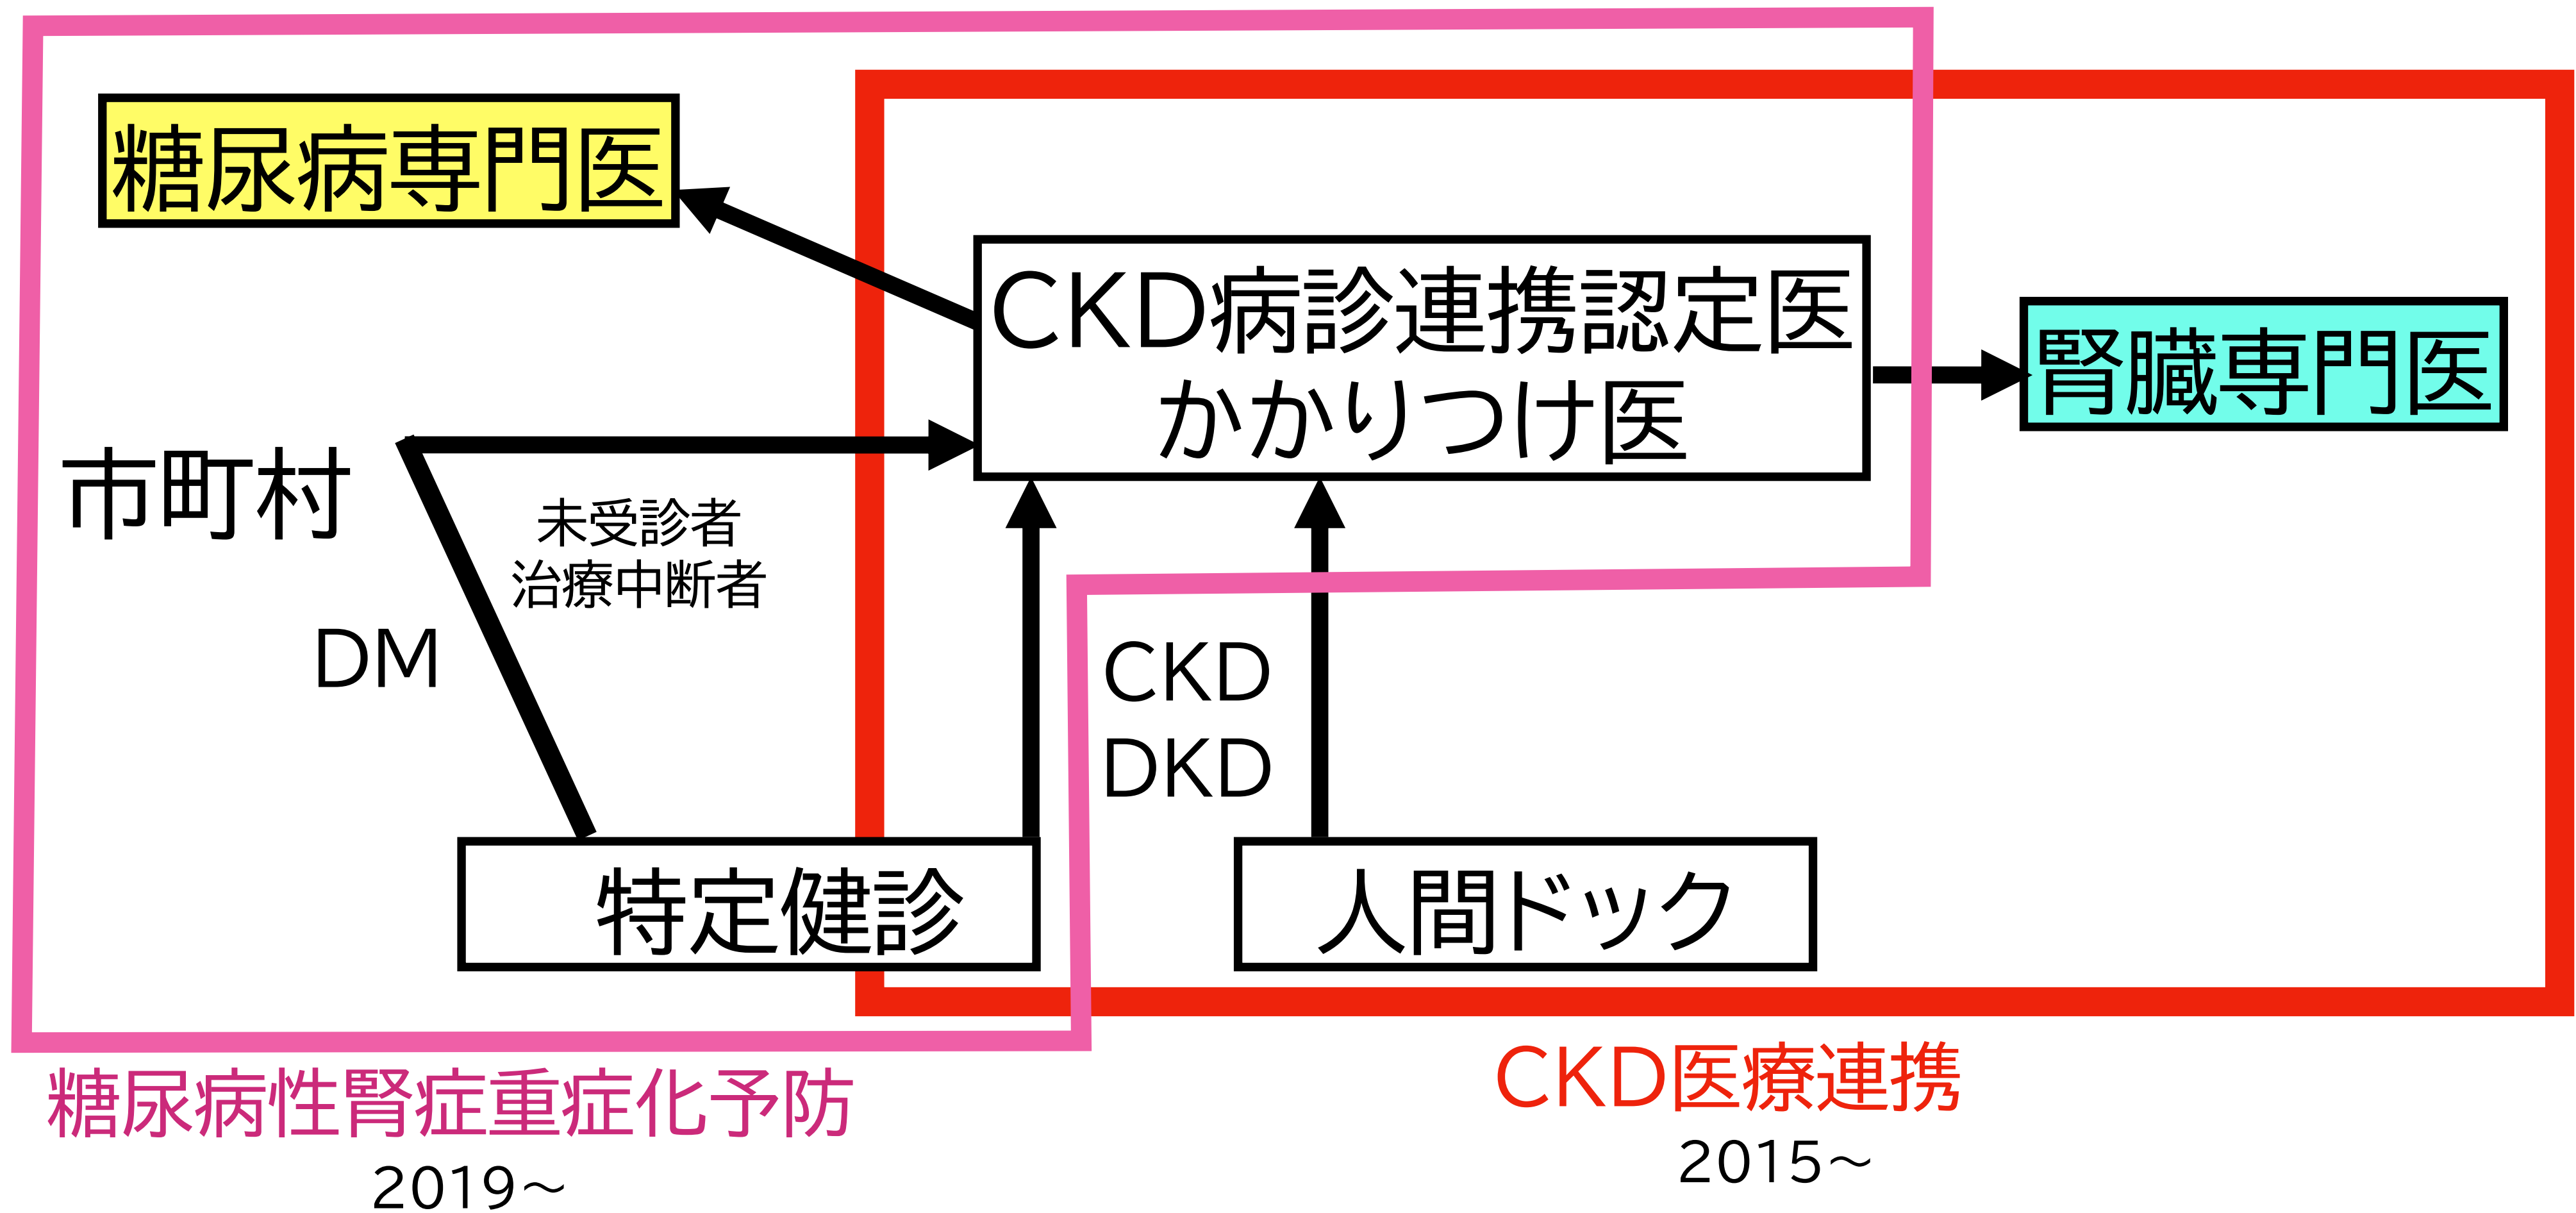 糖尿病専門医
CKD病診連携認定医
かかりつけ医
腎臓専門医
市町村
未受診者
治療中断者
DM
CKD
DKD
特定健診
人間ドック
糖尿病性腎症重症化予防
2019〜
CKD医療連携
2015〜